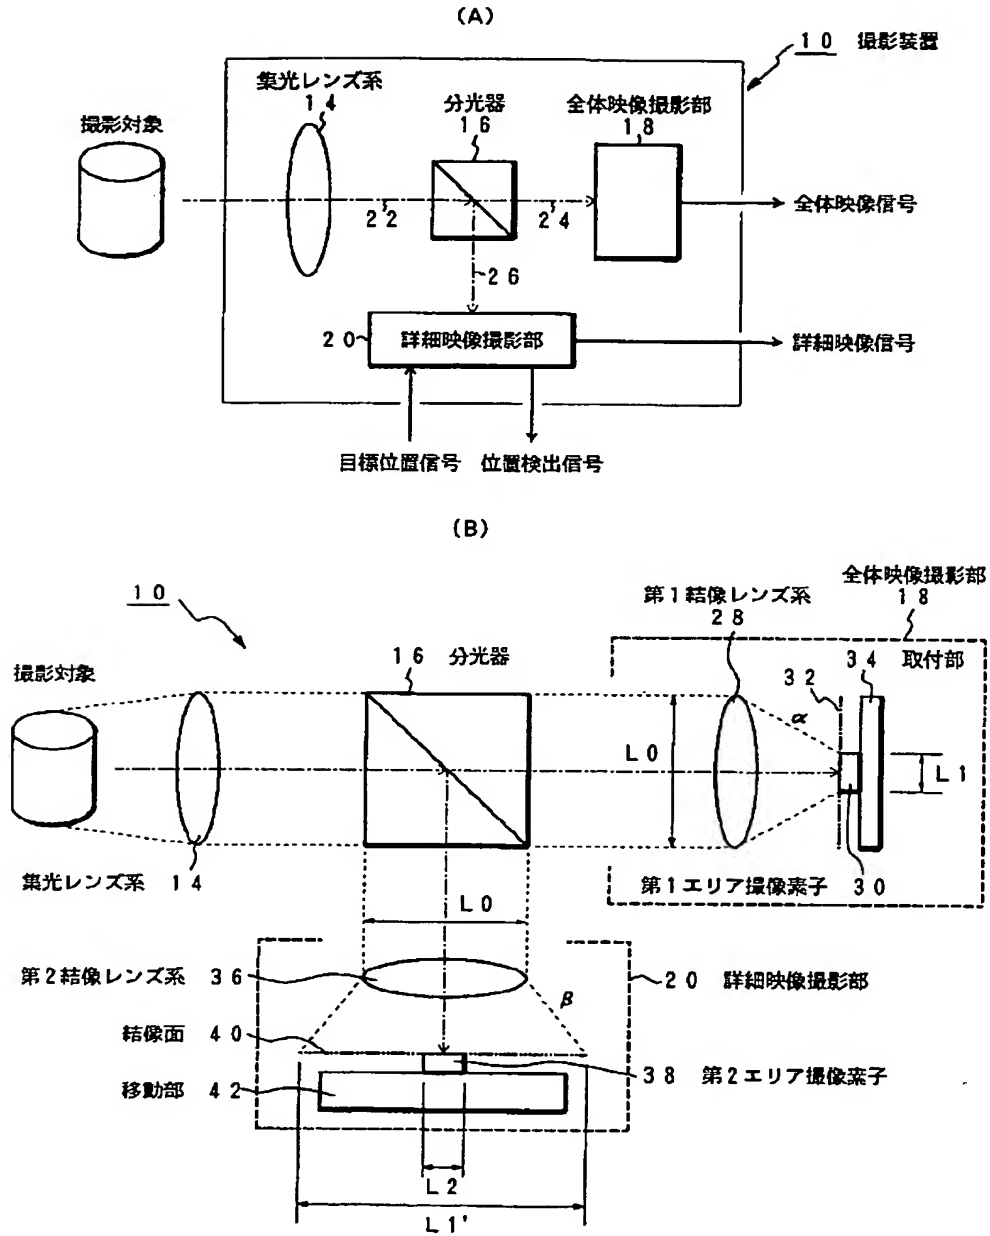 (A)
10 撮影装置
集光レンズ系
14
分光器
16
全体映像撮影部
18
撮影対象
22
24
全体映像信号
26
20
詳細映像撮影部
詳細映像信号
目標位置信号
位置検出信号
(B)
10
全体映像撮影部
18
第1結像レンズ系
28
16 分光器
34 取付部
32
撮影対象
α
L0
L1
集光レンズ系 14
第1エリア撮像素子 30
L0
第2結像レンズ系 36
20 詳細映像撮影部
β
結像面 40
38 第2エリア撮像素子
移動部 42
L2
L1'